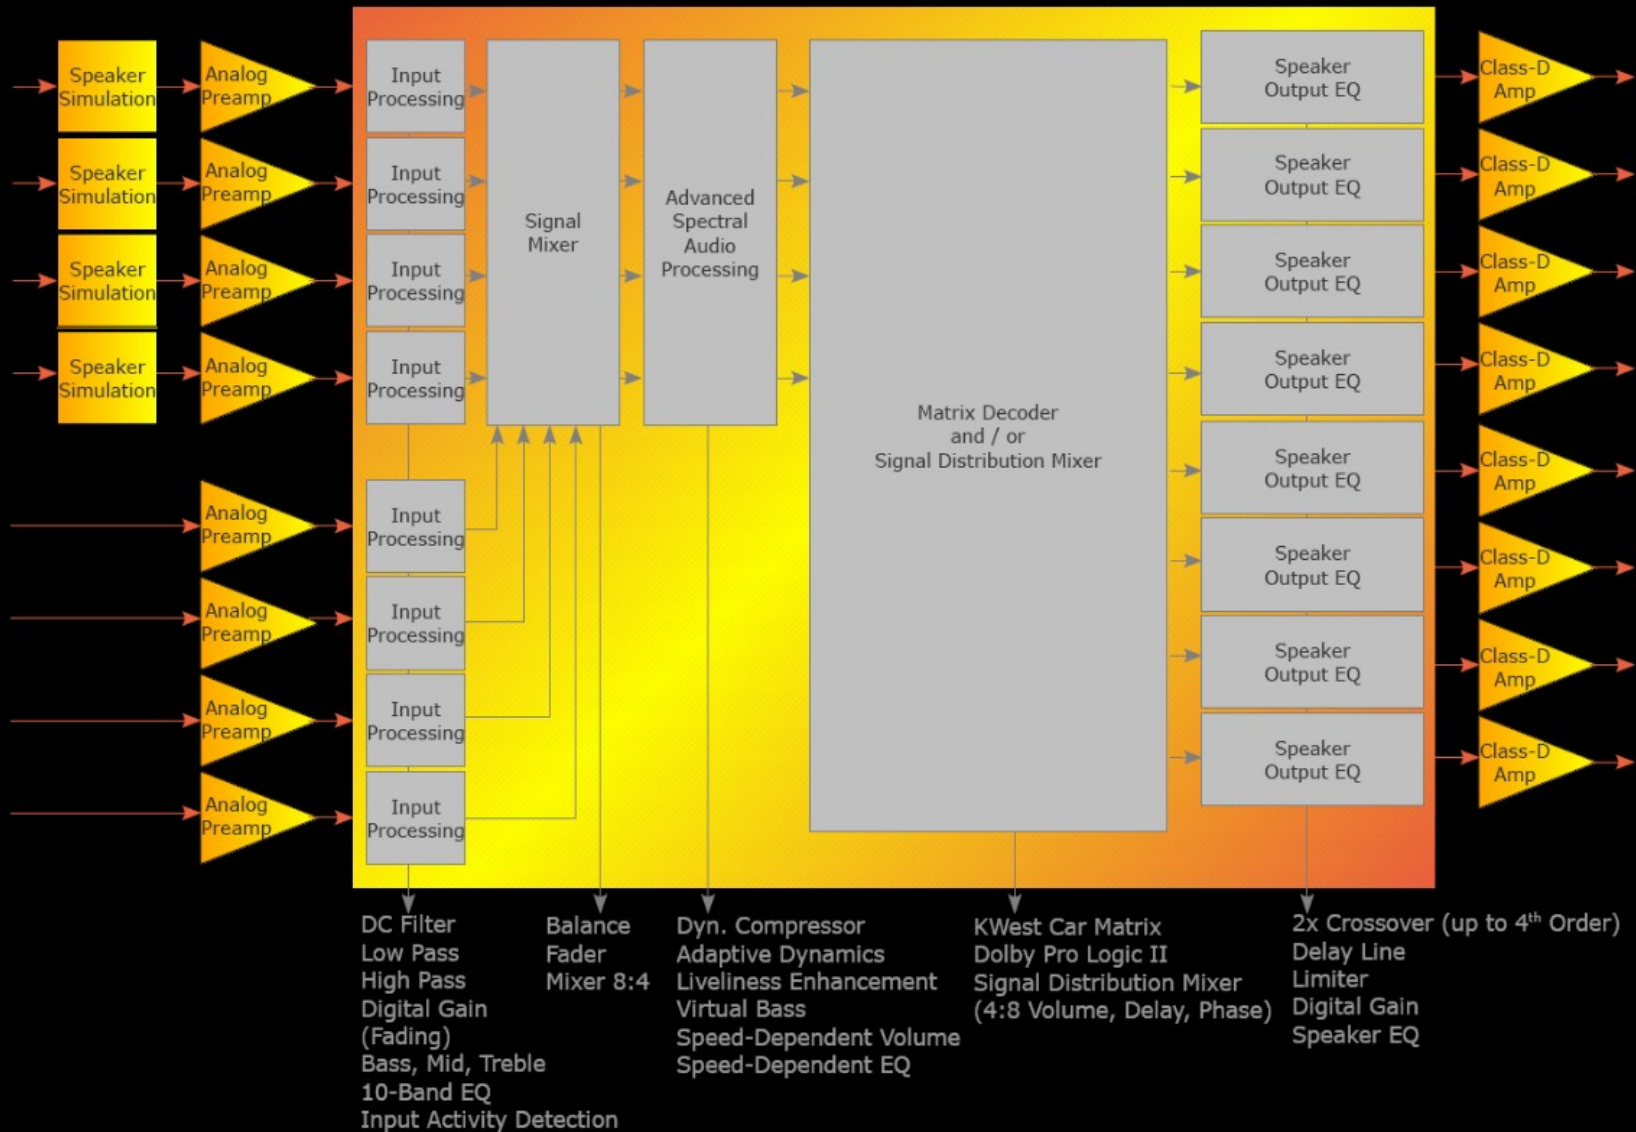 Speaker
Simulation
Analog
Preamp
Input
Processing
Speaker
Simulation
Analog
Preamp
Input
Processing
Speaker
Simulation
Analog
Preamp
Input
Processing
Speaker
Simulation
Analog
Preamp
Input
Processing
Analog
Preamp
Input
Processing
Analog
Preamp
Input
Processing
Analog
Preamp
Input
Processing
Analog
Preamp
Input
Processing
Signal
Mixer
Advanced
Spectral
Audio
Processing
Matrix Decoder
and / or
Signal Distribution Mixer
Speaker
Output EQ
Class-D
Amp
Speaker
Output EQ
Class-D
Amp
Speaker
Output EQ
Class-D
Amp
Speaker
Output EQ
Class-D
Amp
Speaker
Output EQ
Class-D
Amp
Speaker
Output EQ
Class-D
Amp
Speaker
Output EQ
Class-D
Amp
Speaker
Output EQ
Class-D
Amp
DC Filter
Low Pass
High Pass
Digital Gain
(Fading)
Bass, Mid, Treble
10-Band EQ
Input Activity Detection
Balance
Fader
Mixer 8:4
Dyn. Compressor
Adaptive Dynamics
Liveliness Enhancement
Virtual Bass
Speed-Dependent Volume
Speed-Dependent EQ
KWest Car Matrix
Dolby Pro Logic II
Signal Distribution Mixer
(4:8 Volume, Delay, Phase)
2x Crossover (up to 4th Order)
Delay Line
Limiter
Digital Gain
Speaker EQ